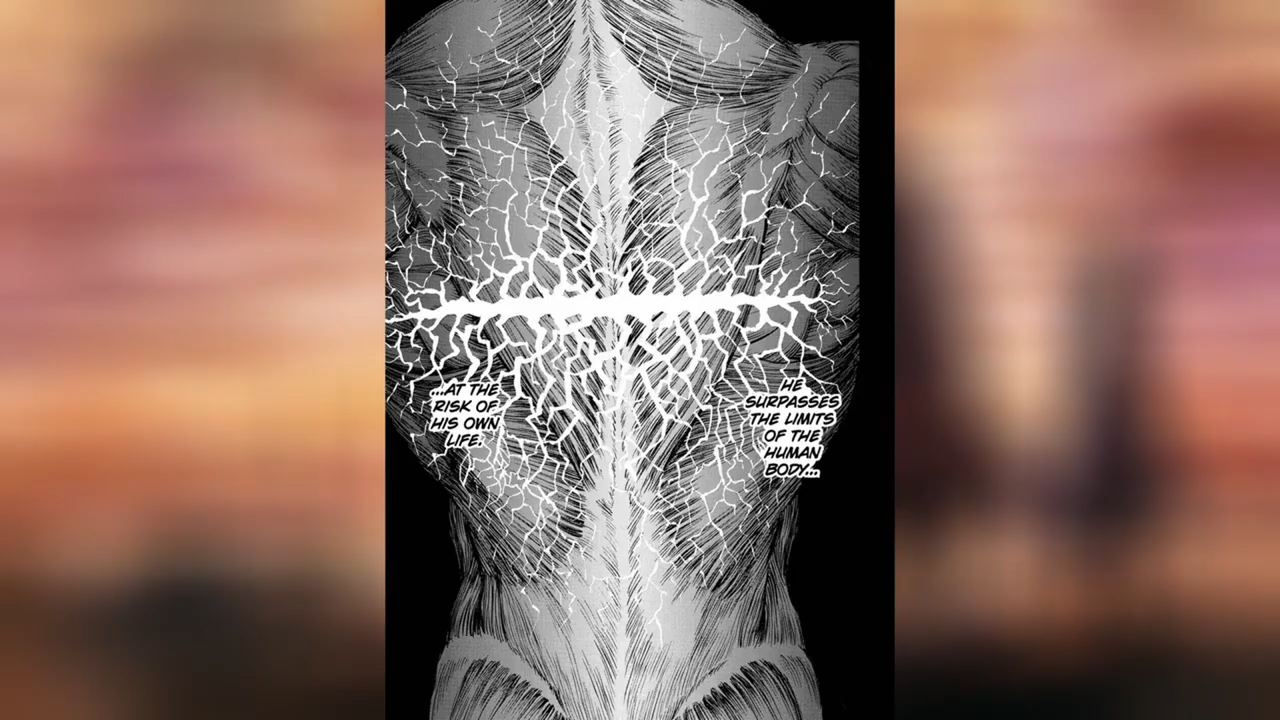 HE
SURPASSES
THE LIMITS
OF THE
HUMAN
BODY...
...AT THE
RISK OF
HIS OWN
LIFE.